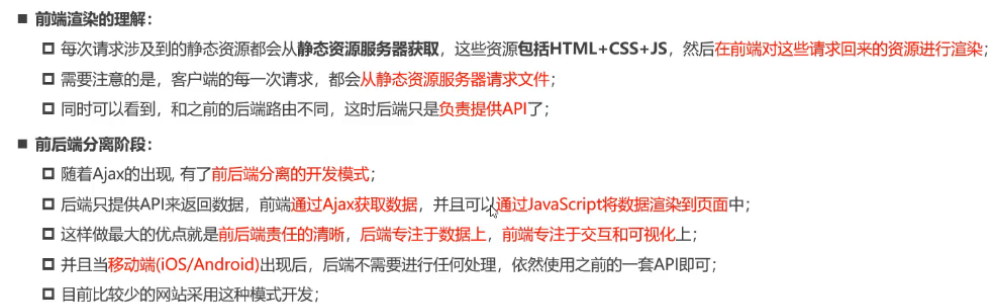 前端渲染的理解：
每次请求涉及到的静态资源都会从静态资源服务器获取，这些资源包括HTML+CSS+JS，然后在前端对这些请求回来的资源进行渲染；
需要注意的是，客户端的每一次请求，都会从静态资源服务器请求文件；
同时可以看到，和之前的后端路由不同，这时后端只是负责提供API了；
前后端分离阶段：
随着Ajax的出现, 有了前后端分离的开发模式；
后端只提供API来返回数据，前端通过Ajax获取数据，并且可以通过JavaScript将数据渲染到页面中；
这样做最大的优点就是前后端责任的清晰，后端专注于数据上，前端专注于交互和可视化上；
并且当移动端(iOS/Android)出现后，后端不需要进行任何处理，依然使用之前的一套API即可；
目前比较少的网站采用这种模式开发；